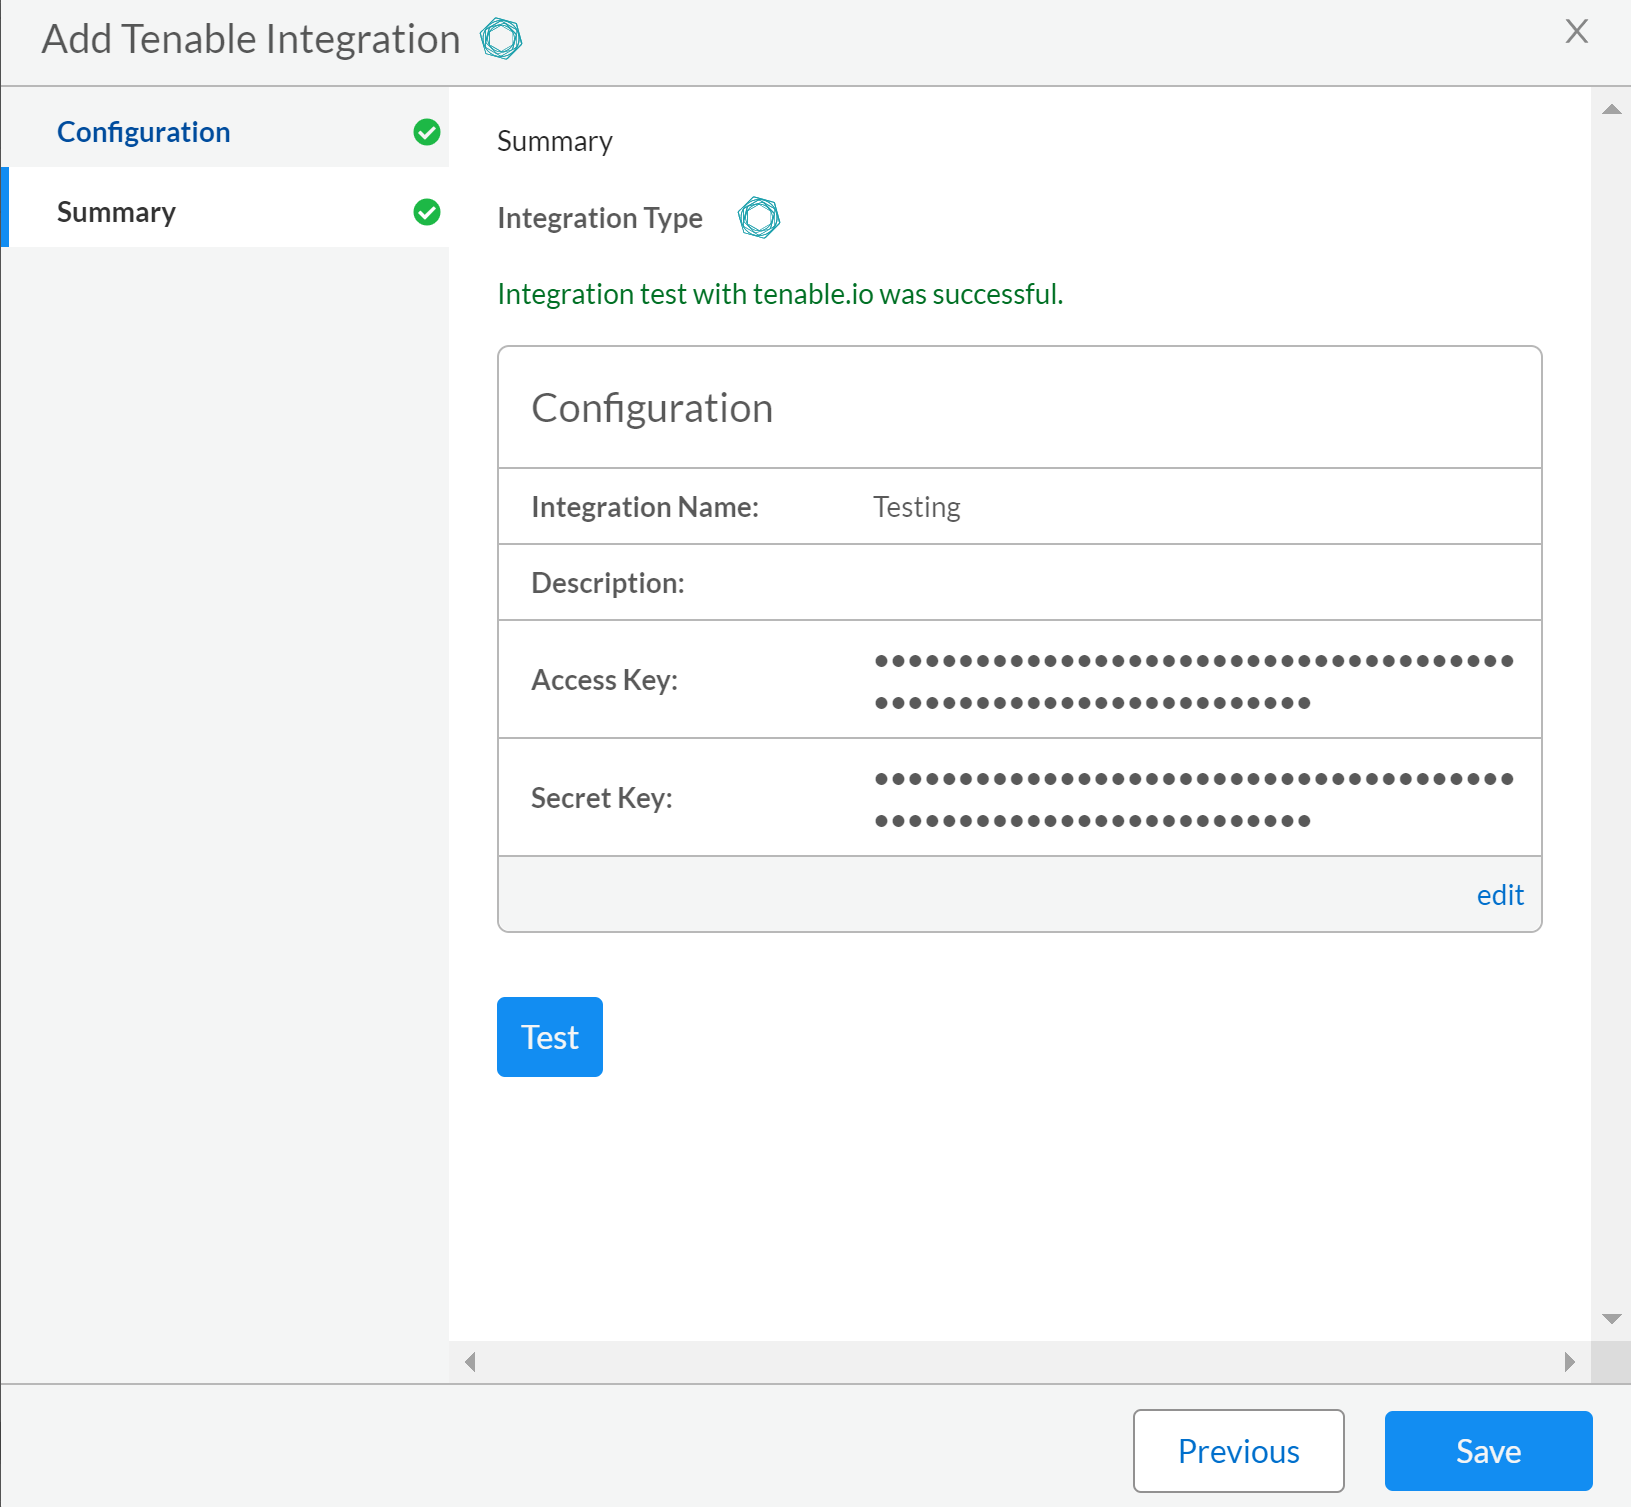 Add Tenable Integration
X
Configuration
Summary
Summary
Integration Type
Integration test with tenable.io was successful.
Configuration
Integration Name: Testing
Description:
Access Key: ••••••••••••••••••••••••••••••••••••••
••••••••••••••••••••••••••
Secret Key: ••••••••••••••••••••••••••••••••••••••
••••••••••••••••••••••••••
edit
Test
Previous
Save